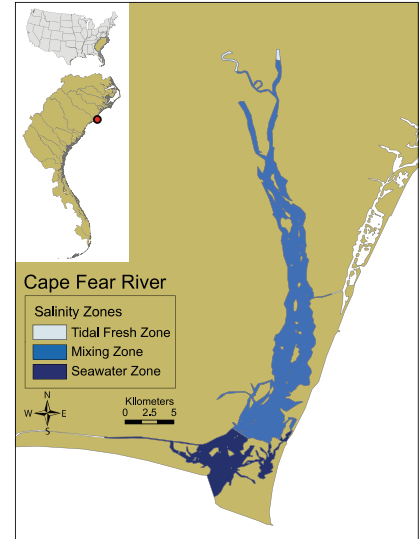 Cape Fear River
Salinity Zones
Tidal Fresh Zone
Mixing Zone
Seawater Zone
N
W E
S
Kilometers
0 2.5 5